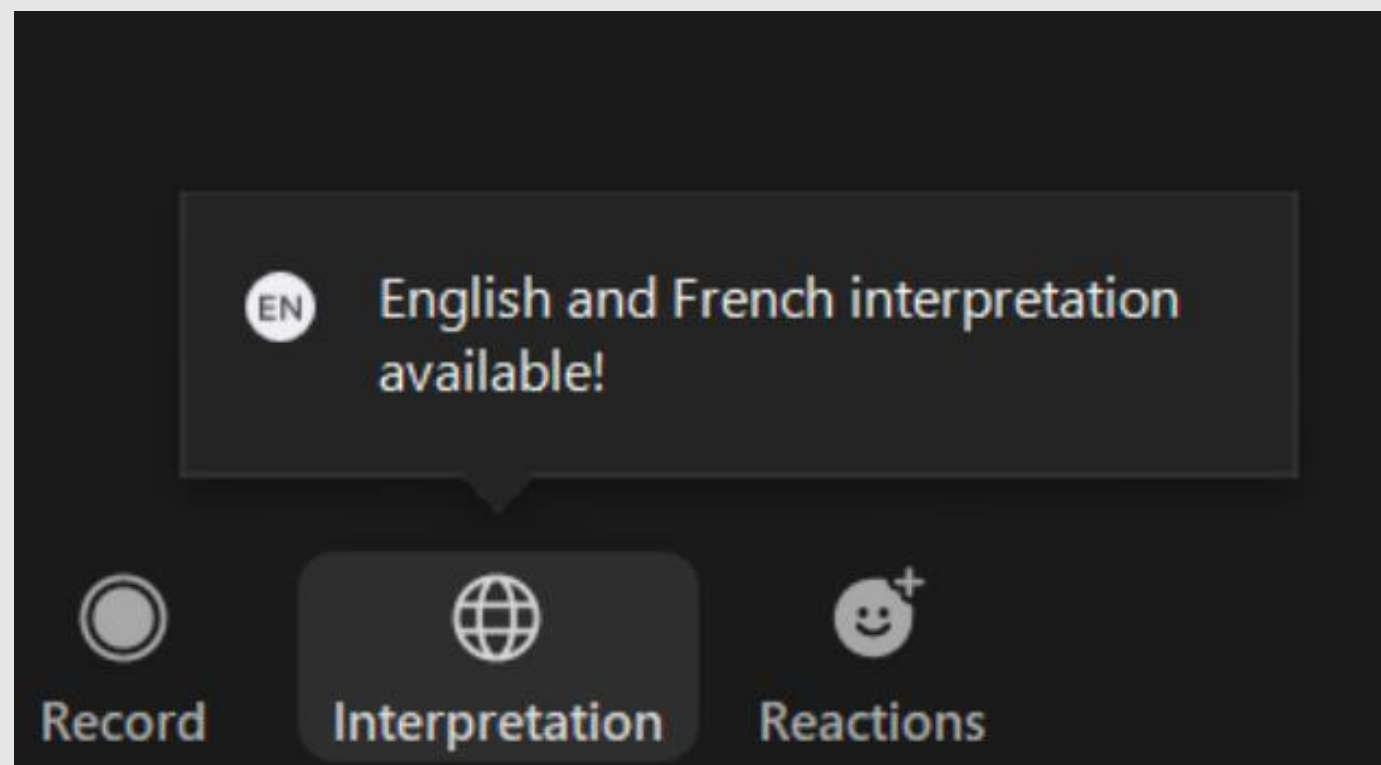 EN
English and French interpretation
available!
Record
Interpretation
Reactions